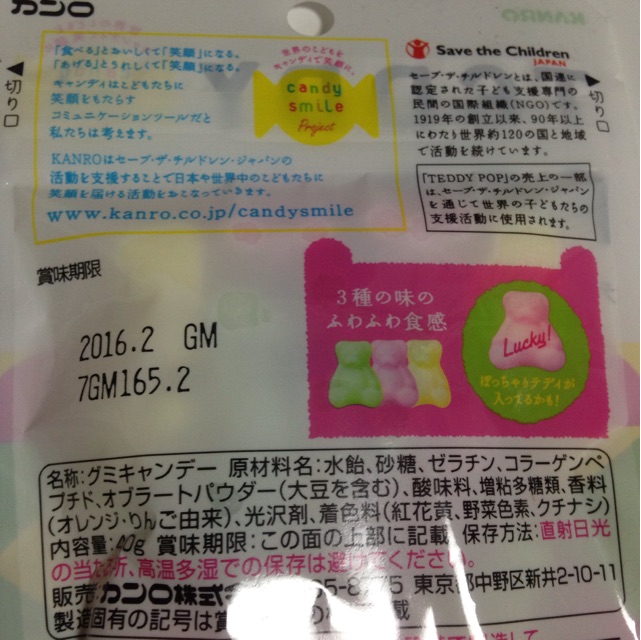 カンロ
KANRO
「食べる」とおいしくて「笑顔」になる。
「あげる」とうれしくて「笑顔」になる。
キャンディはこどもたちに
笑顔をもたらす
コミュニケーションツールだと
私たちは考えます。
世界のこどもを
キャンディで笑顔に。
candy
smile
Project
KANROはセーブ・ザ・チルドレン・ジャパンの
活動を支援することで日本や世界中のこどもたちに
笑顔を届ける活動をおこなっていきます。
www.kanro.co.jp/candysmile
切り口
Save the Children
JAPAN
セーブ・ザ・チルドレンとは、国連に
認定された子ども支援専門の
民間の国際組織(NGO)です。
1919年の創立以来、90年以上
にわたり世界約120の国と地域
で活動を続けています。
切り口
「TEDDY POP」の売上の一部
は、セーブ・ザ・チルドレン・ジャパン
を通じて世界の子どもたちの
支援活動に使用されます。
賞味期限
2016.2 GM
7GM165.2
3種の味の
ふわふわ食感
Lucky!
ぽっちゃりテディが
入ってるかも!
名称:グミキャンデー 原材料名:水飴、砂糖、ゼラチン、コラーゲンペ
プチド、オブラートパウダー(大豆を含む)、酸味料、増粘多糖類、香料
(オレンジ・りんご由来)、光沢剤、着色料(紅花黄、野菜色素、クチナシ)
内容量:40g 賞味期限:この面の上部に記載 保存方法:直射日光
の当たる所、高温多湿での保存は避けてください。
販売:カンロ株式 東京都中野区新井2-10-11
製造固有の記号は賞 の 載